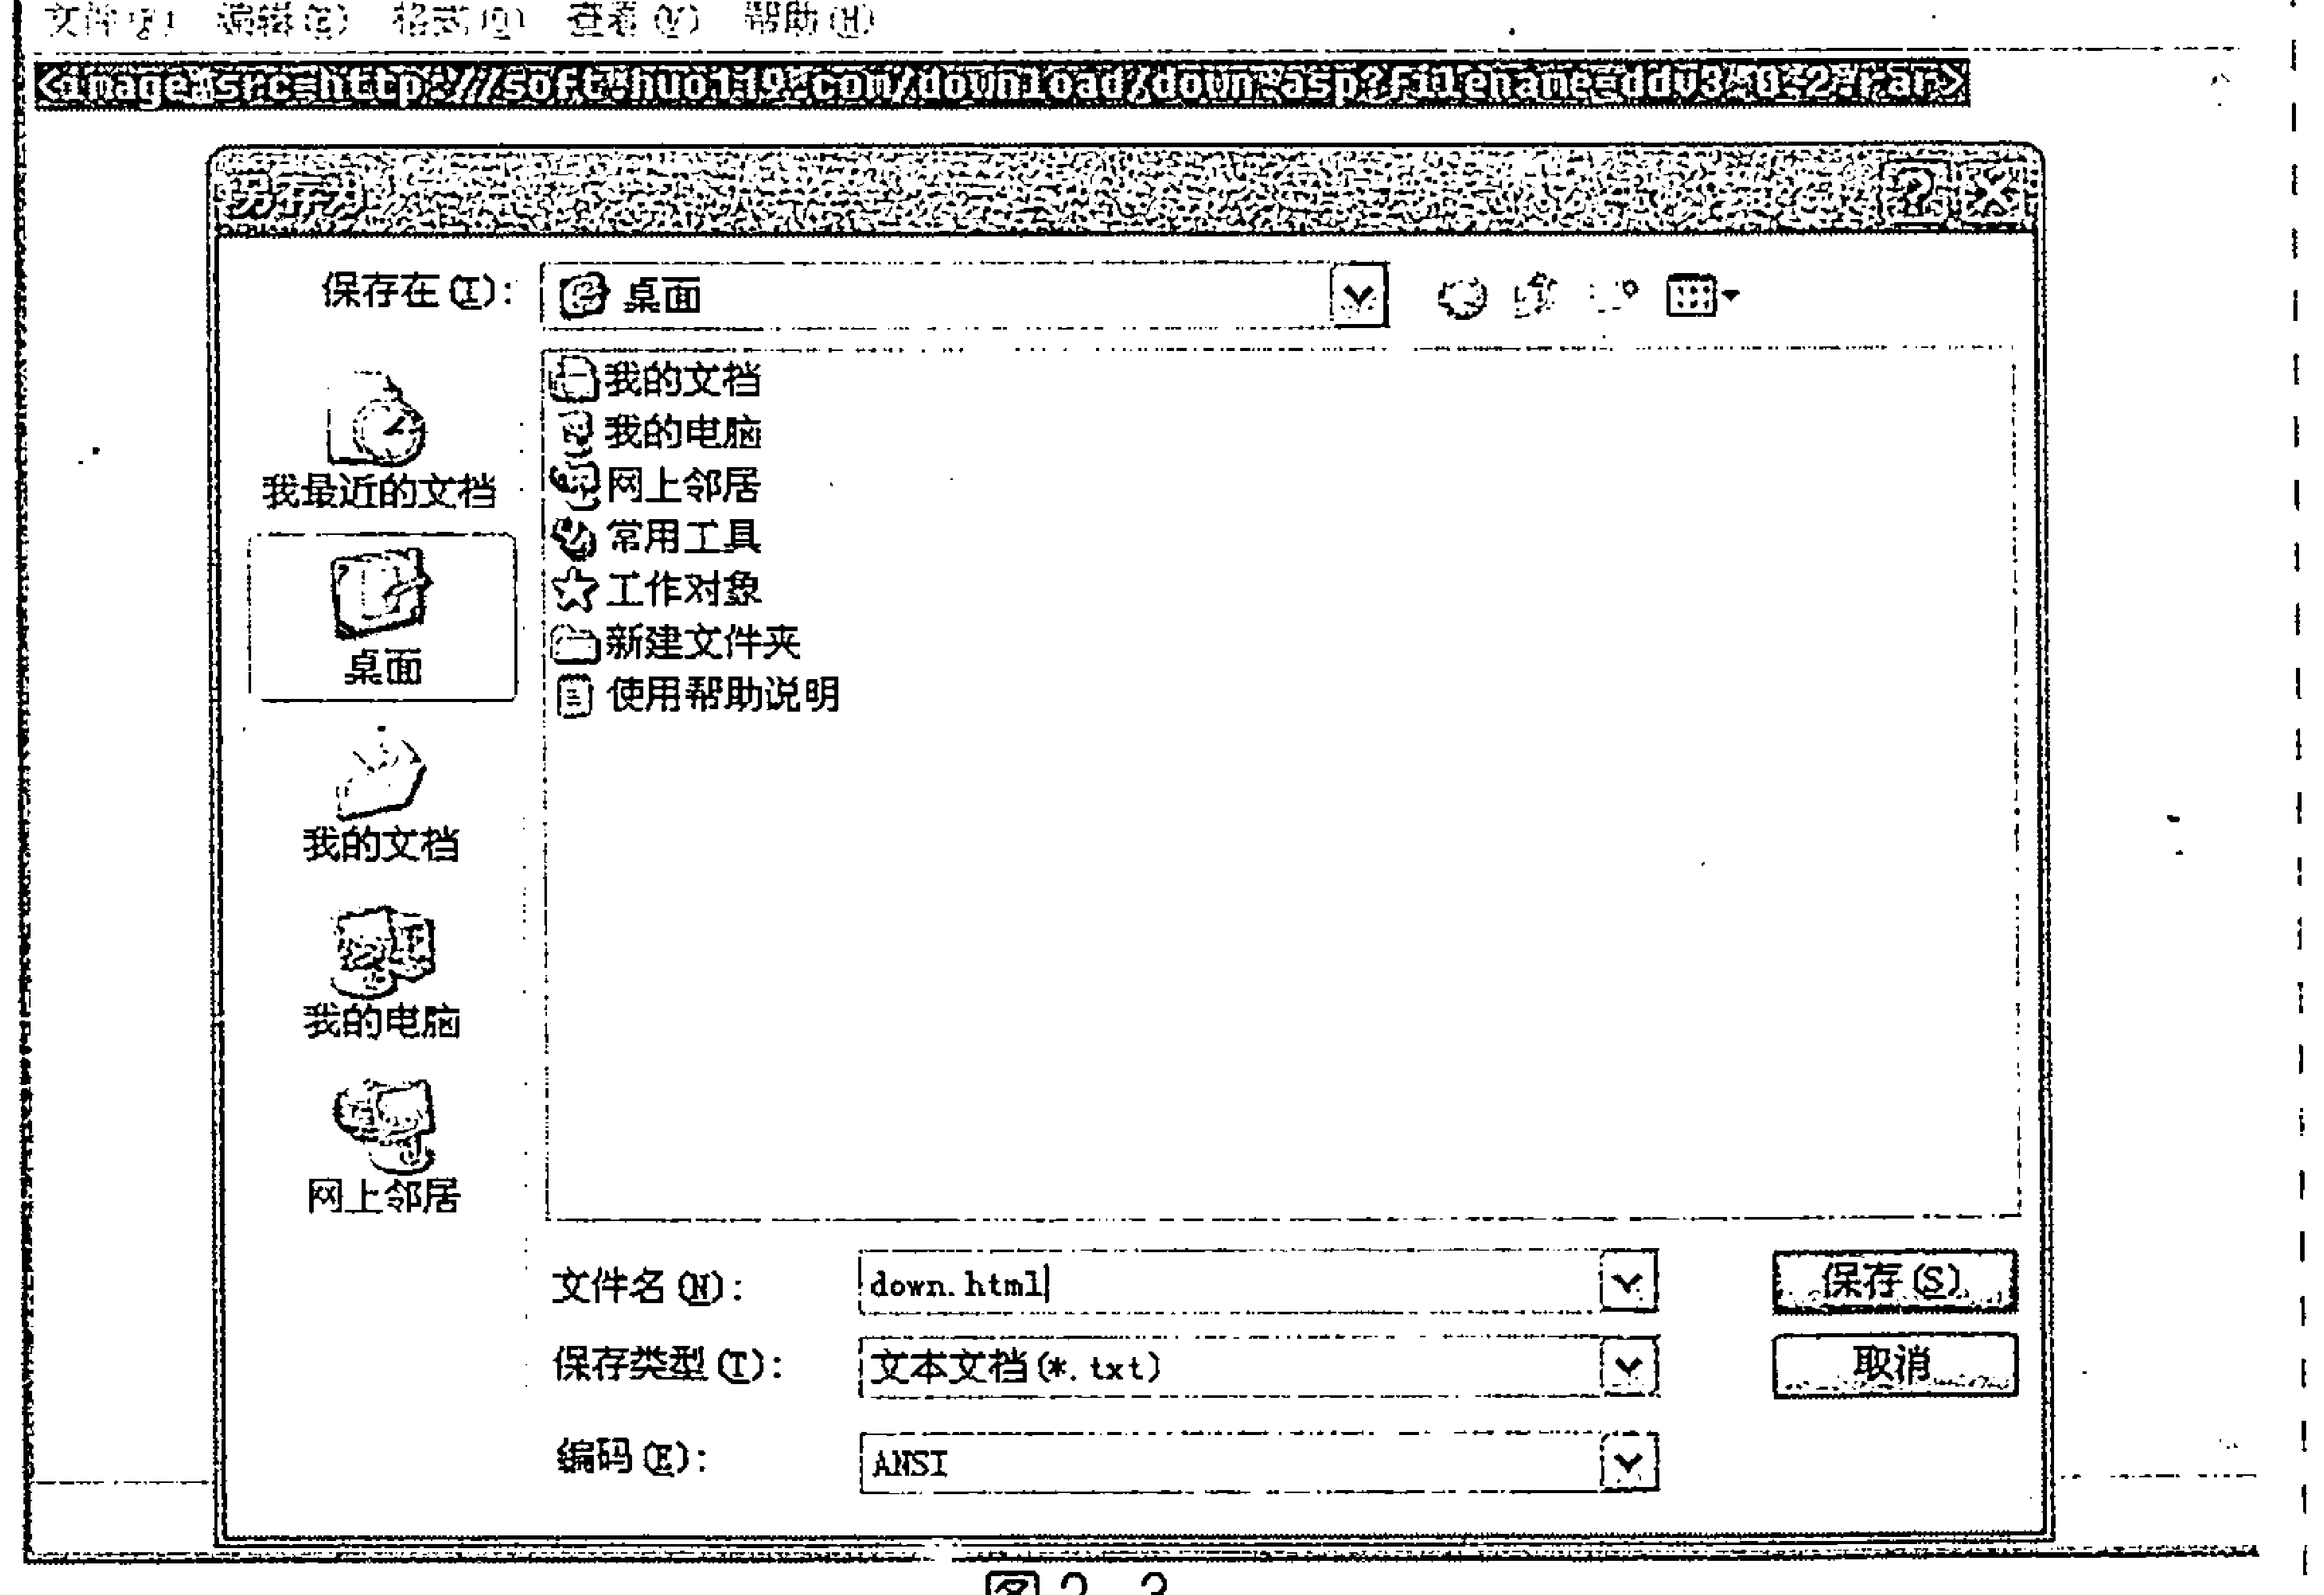 文件(F) 编辑(E) 格式(O) 查看(V) 帮助(H)
<image src=http://soft.huo119.com/download/down.asp?filename=ddv3.0.2.rar>
另存为
保存在(I): 桌面
我的文档
我的电脑
网上邻居
常用工具
工作对象
新建文件夹
使用帮助说明
我最近的文档
桌面
我的文档
我的电脑
网上邻居
文件名(N): down.html 保存(S)
保存类型(T): 文本文档(*.txt) 取消
编码(E): ANSI
图2-3